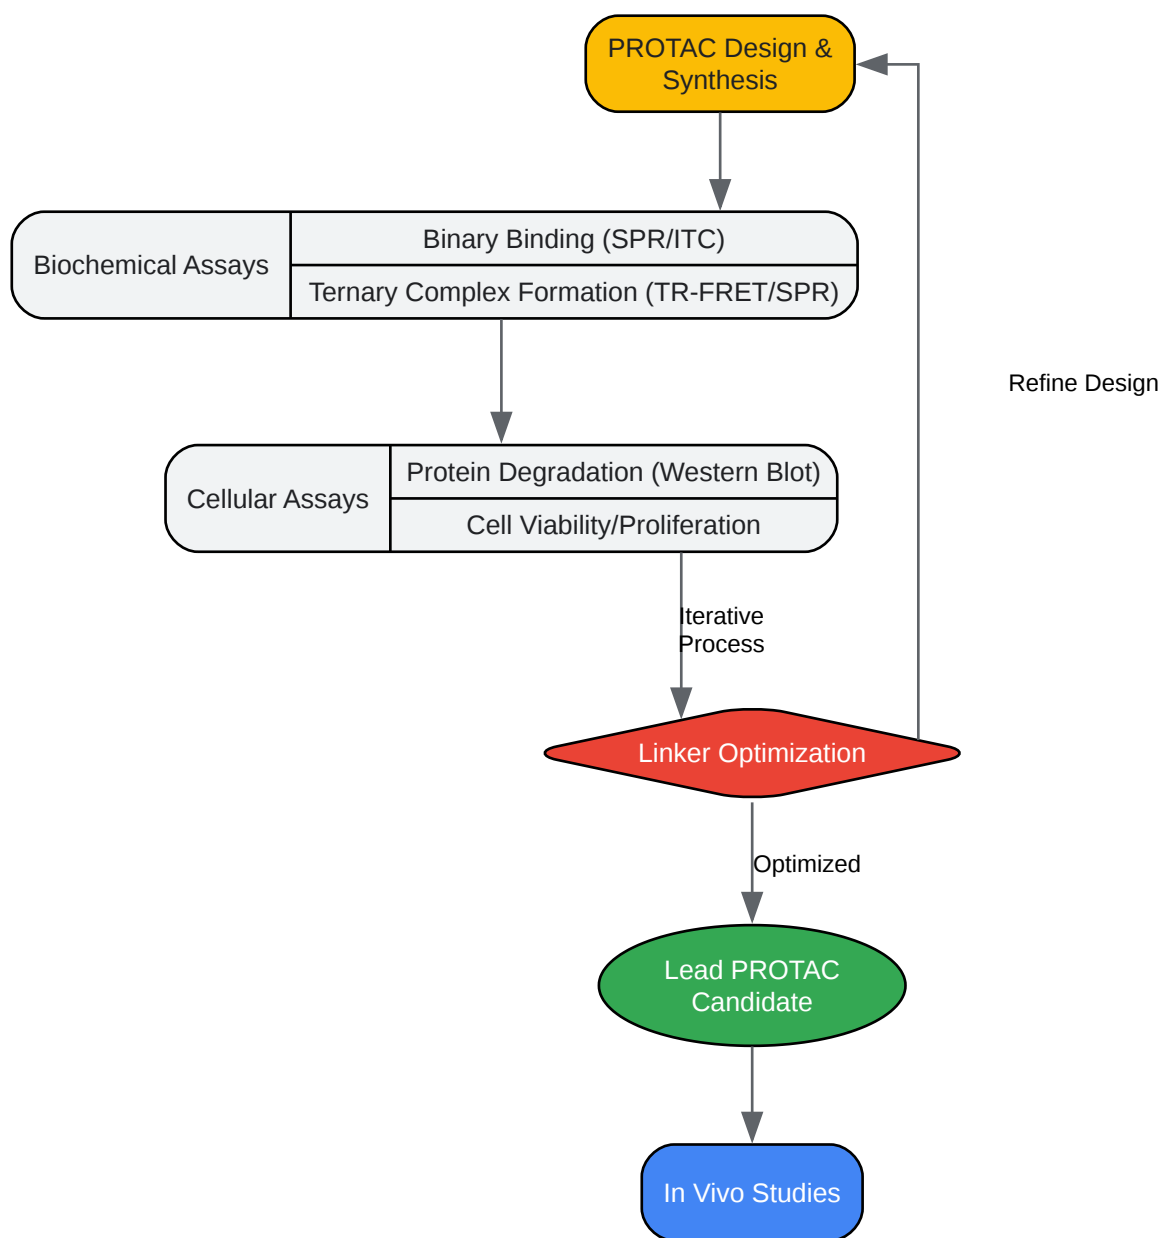 PROTAC Design &
Synthesis
Biochemical Assays
Binary Binding (SPR/ITC)
Ternary Complex Formation (TR-FRET/SPR)
Refine Design
Cellular Assays
Protein Degradation (Western Blot)
Cell Viability/Proliferation
Iterative
Process
Linker Optimization
Optimized
Lead PROTAC
Candidate
In Vivo Studies